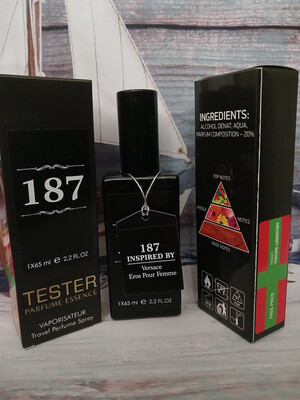 187
1X65 ml e 2,2 FL.OZ
TESTER
PARFUME ESSENCE
VAPORISATEUR
Travel Perfume Spray
187
INSPIRED BY
Versace
Eros Pour Femme
1X65 ml e 2,2 FL.OZ
INGREDIENTS:
ALCOHOL DENAT, AQUA,
PARFUM COMPOSITION – 20%
TOP NOTES
MIDDLE
NOTES
BASE NOTES